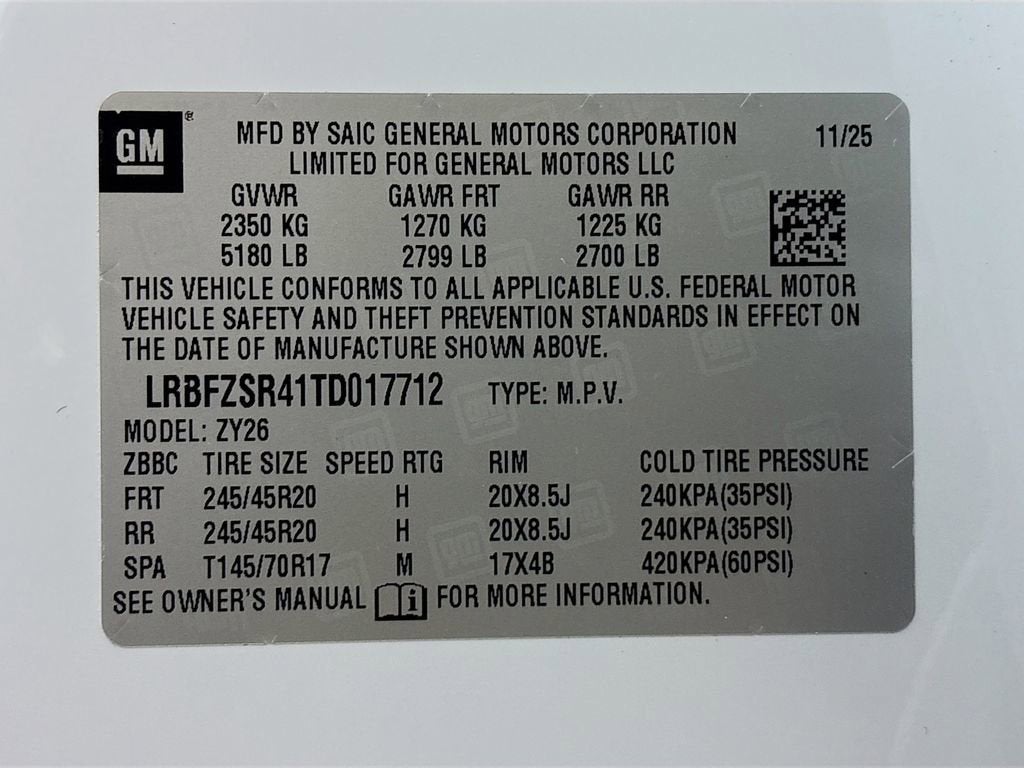 GM ®
MFD BY SAIC GENERAL MOTORS CORPORATION 11/25
LIMITED FOR GENERAL MOTORS LLC
GVWR GAWR FRT GAWR RR
2350 KG 1270 KG 1225 KG
5180 LB 2799 LB 2700 LB
THIS VEHICLE CONFORMS TO ALL APPLICABLE U.S. FEDERAL MOTOR
VEHICLE SAFETY AND THEFT PREVENTION STANDARDS IN EFFECT ON
THE DATE OF MANUFACTURE SHOWN ABOVE.
LRBFZSR41TD017712 TYPE: M.P.V.
MODEL: ZY26
ZBBC TIRE SIZE SPEED RTG RIM COLD TIRE PRESSURE
FRT 245/45R20 H 20X8.5J 240KPA(35PSI)
RR 245/45R20 H 20X8.5J 240KPA(35PSI)
SPA T145/70R17 M 17X4B 420KPA(60PSI)
SEE OWNER'S MANUAL i FOR MORE INFORMATION.